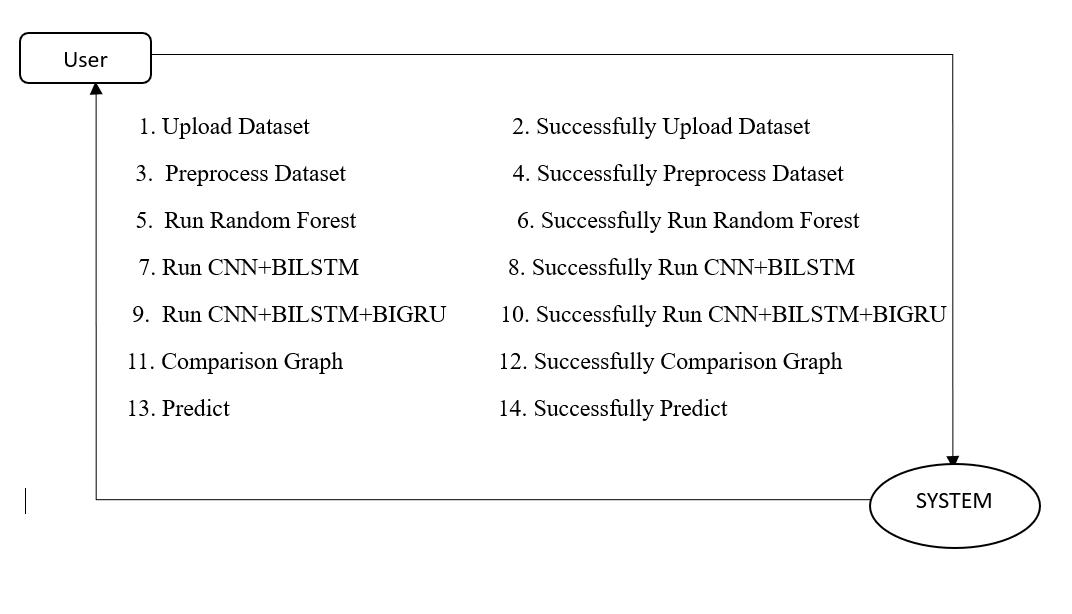 User
1. Upload Dataset 2. Successfully Upload Dataset
3. Preprocess Dataset 4. Successfully Preprocess Dataset
5. Run Random Forest 6. Successfully Run Random Forest
7. Run CNN+BILSTM 8. Successfully Run CNN+BILSTM
9. Run CNN+BILSTM+BIGRU 10. Successfully Run CNN+BILSTM+BIGRU
11. Comparison Graph 12. Successfully Comparison Graph
13. Predict 14. Successfully Predict
SYSTEM